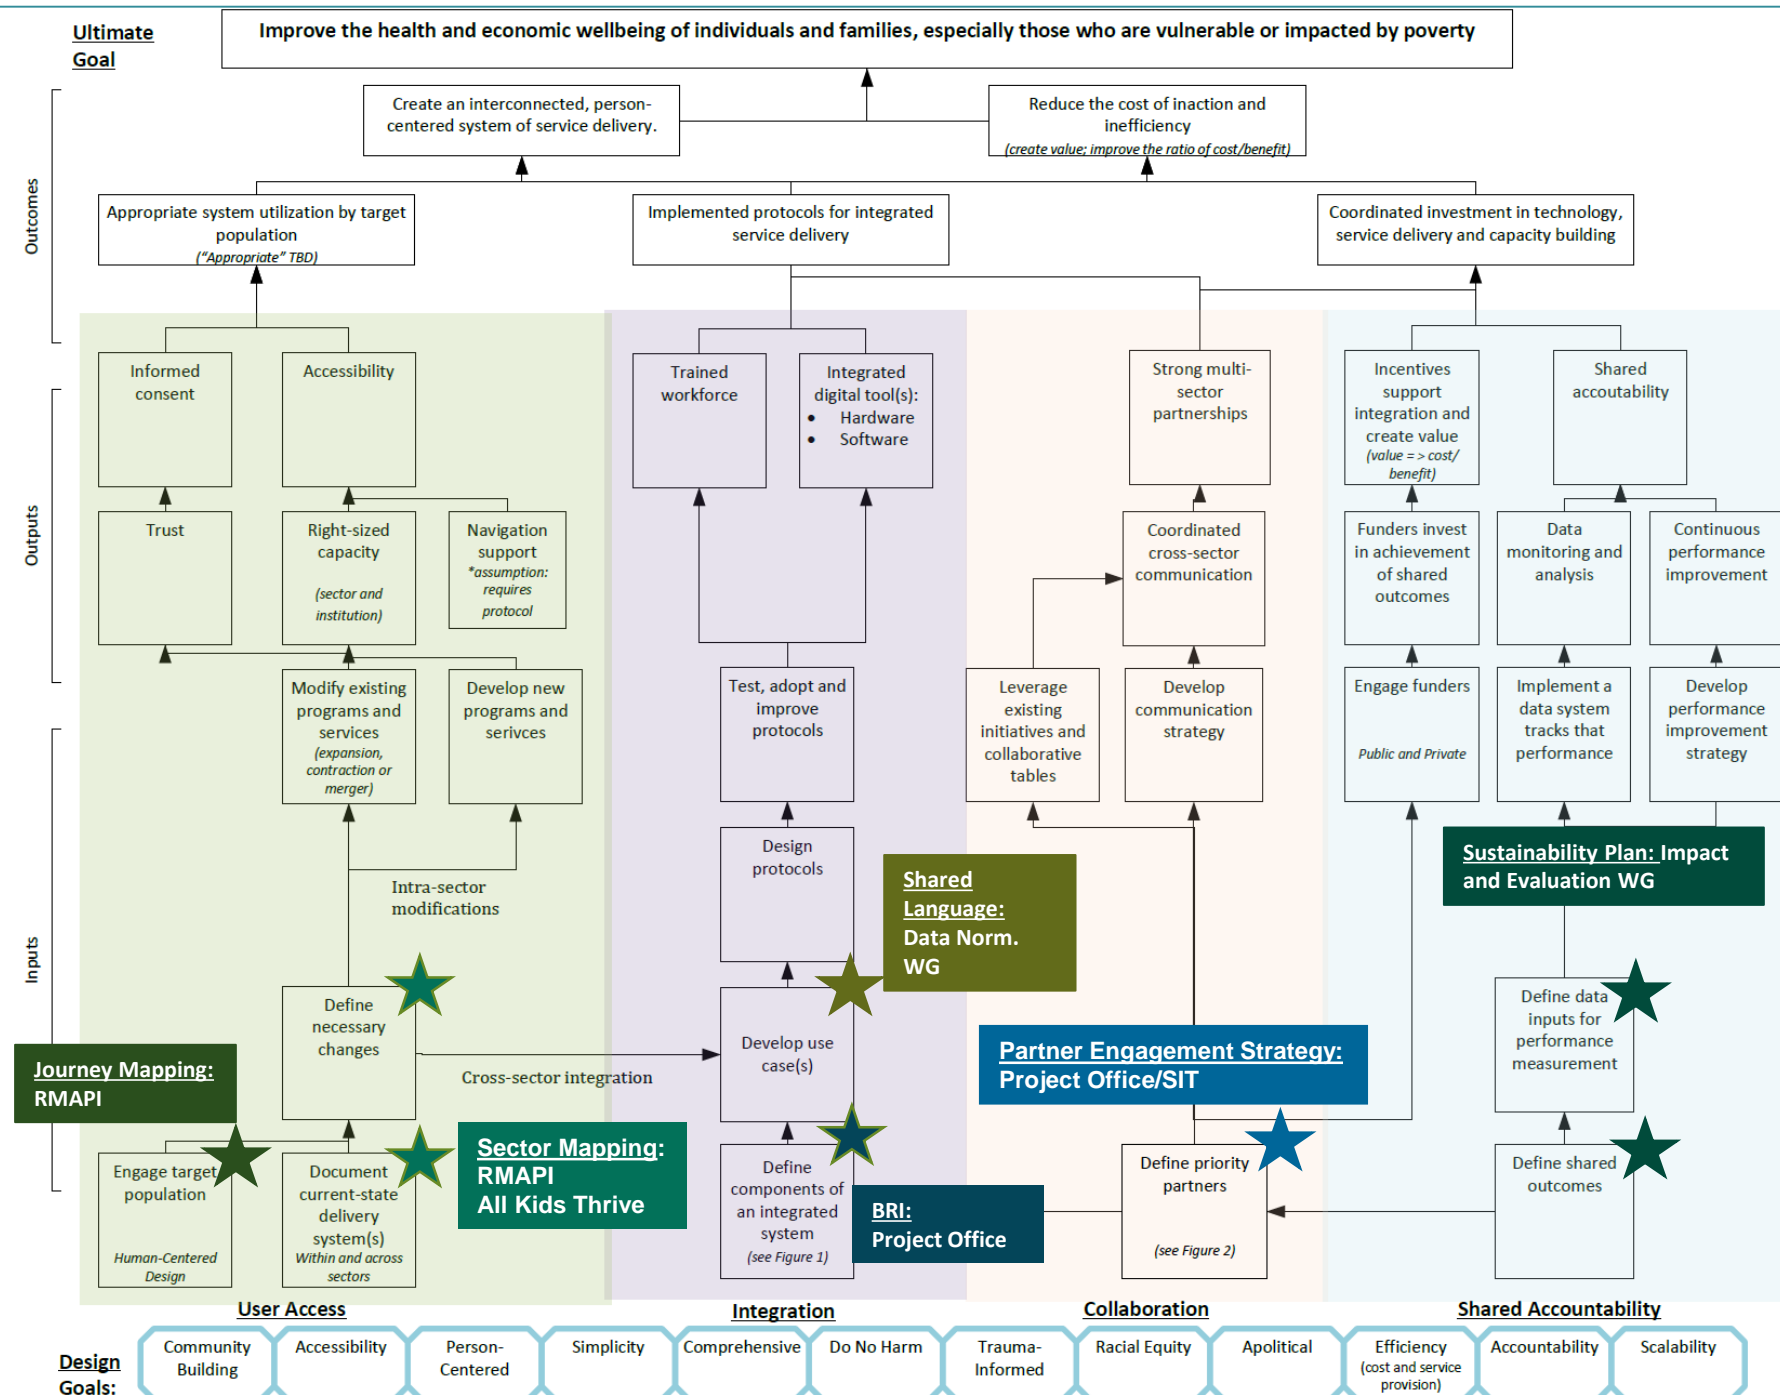 Ultimate
Goal
Improve the health and economic wellbeing of individuals and families, especially those who are vulnerable or impacted by poverty
Outcomes
Create an interconnected, person-
centered system of service delivery.
Reduce the cost of inaction and
inefficiency
(create value; improve the ratio of cost/benefit)
Appropriate system utilization by target
population
("Appropriate" TBD)
Implemented protocols for integrated
service delivery
Coordinated investment in technology,
service delivery and capacity building
Outputs
Informed
consent
Accessibility
Trained
workforce
Integrated
digital tool(s):
• Hardware
• Software
Strong multi-
sector
partnerships
Incentives
support
integration and
create value
(value = > cost/
benefit)
Shared
accoutability
Trust
Right-sized
capacity
(sector and
institution)
Navigation
support
*assumption:
requires
protocol
Coordinated
cross-sector
communication
Funders invest
in achievement
of shared
outcomes
Data
monitoring and
analysis
Continuous
performance
improvement
Inputs
Modify existing
programs and
services
(expansion,
contraction or
merger)
Develop new
programs and
serivces
Test, adopt and
improve
protocols
Leverage
existing
initiatives and
collaborative
tables
Develop
communication
strategy
Engage funders
Public and Private
Implement a
data system
tracks that
performance
Develop
performance
improvement
strategy
Intra-sector
modifications
Design
protocols
Shared
Language:
Data Norm.
WG
Sustainability Plan: Impact
and Evaluation WG
Define
necessary
changes
Cross-sector integration
Develop use
case(s)
Partner Engagement Strategy:
Project Office/SIT
Define data
inputs for
performance
measurement
Journey Mapping:
RMAPI
Engage target
population
Human-Centered
Design
Document
current-state
delivery
system(s)
Within and across
sectors
Sector Mapping:
RMAPI
All Kids Thrive
Define
components of
an integrated
system
(see Figure 1)
BRI:
Project Office
Define priority
partners
(see Figure 2)
Define shared
outcomes
User Access
Integration
Collaboration
Shared Accountability
Design
Goals:
Community
Building
Accessibility
Person-
Centered
Simplicity
Comprehensive
Do No Harm
Trauma-
Informed
Racial Equity
Apolitical
Efficiency
(cost and service
provision)
Accountability
Scalability